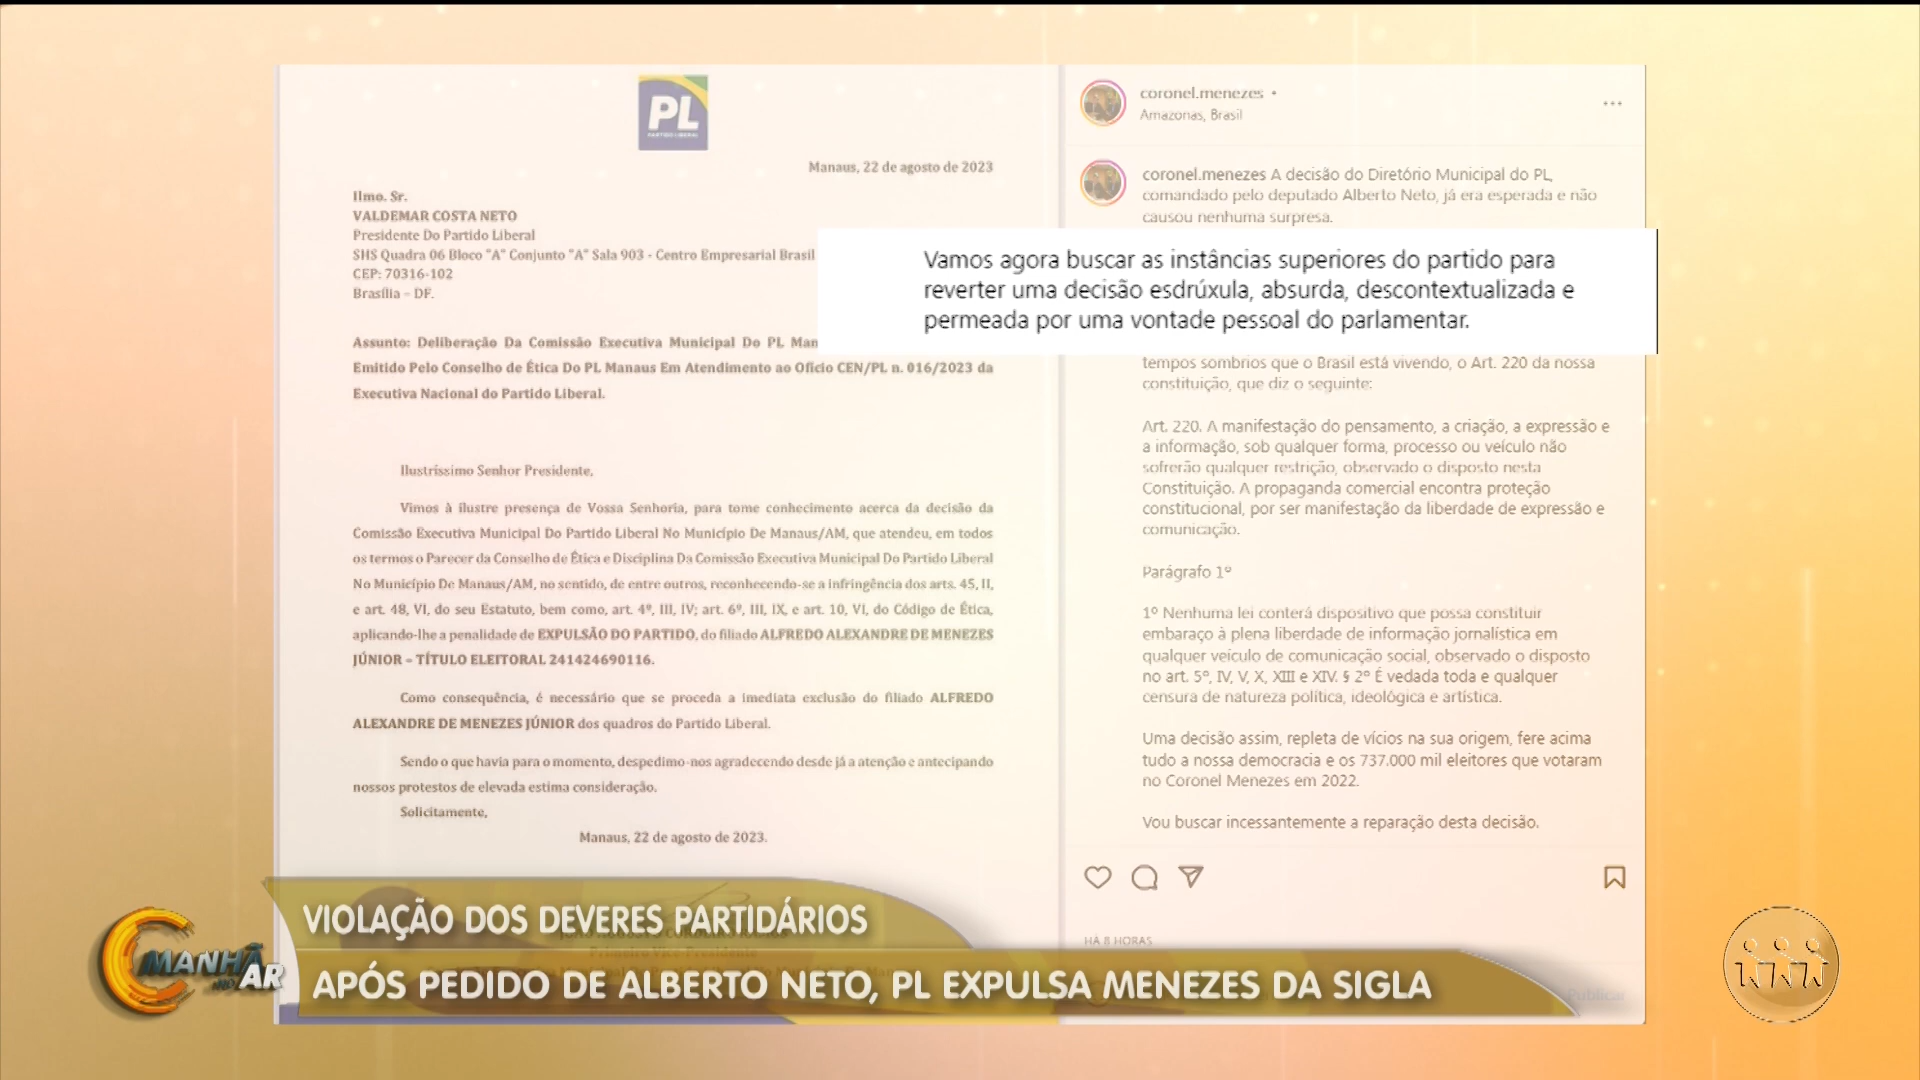 PL
PARTIDO LIBERAL
Manaus, 22 de agosto de 2023
Ilmo. Sr.
VALDEMAR COSTA NETO
Presidente Do Partido Liberal
SHS Quadra 06 Bloco "A" Conjunto "A" Sala 903 - Centro Empresarial Brasil
CEP: 70316-102
Brasília – DF.
Assunto: Deliberação Da Comissão Executiva Municipal Do PL
Emitido Pelo Conselho de Ética Do PL Manaus Em Atendimento ao Ofício CEN/PL n. 016/2023 da
Executiva Nacional do Partido Liberal.
Ilustríssimo Senhor Presidente,
Vimos à ilustre presença de Vossa Senhoria, para tome conhecimento acerca da decisão da
Comissão Executiva Municipal Do Partido Liberal No Município De Manaus/AM, que atendeu, em todos
os termos o Parecer da Conselho de Ética e Disciplina Da Comissão Executiva Municipal Do Partido Liberal
No Município De Manaus/AM, no sentido, de entre outros, reconhecendo-se a infringência dos arts. 45, II,
e art. 48, VI, do seu Estatuto, bem como, art. 4º, III, IV; art. 6º, III, IX, e art. 10, VI, do Código de Ética,
aplicando-lhe a penalidade de EXPULSÃO DO PARTIDO, do filiado ALFREDO ALEXANDRE DE MENEZES
JÚNIOR – TÍTULO ELEITORAL 241424690116.
Como consequência, é necessário que se proceda a imediata exclusão do filiado ALFREDO
ALEXANDRE DE MENEZES JÚNIOR dos quadros do Partido Liberal.
Sendo o que havia para o momento, despedimo-nos agradecendo desde já a atenção e antecipando
nossos protestos de elevada estima consideração.
Solicitamente,
Manaus, 22 de agosto de 2023.
Primeiro Vice-Presidente
coronel.menezes •
Amazonas, Brasil
coronel.menezes A decisão do Diretório Municipal do PL,
comandado pelo deputado Alberto Neto, já era esperada e não
causou nenhuma surpresa.
Vamos agora buscar as instâncias superiores do partido para
reverter uma decisão esdrúxula, absurda, descontextualizada e
permeada por uma vontade pessoal do parlamentar.
tempos sombrios que o Brasil está vivendo, o Art. 220 da nossa
constituição, que diz o seguinte:
Art. 220. A manifestação do pensamento, a criação, a expressão e
a informação, sob qualquer forma, processo ou veículo não
sofrerão qualquer restrição, observado o disposto nesta
Constituição. A propaganda comercial encontra proteção
constitucional, por ser manifestação da liberdade de expressão e
comunicação.
Parágrafo 1º
1º Nenhuma lei conterá dispositivo que possa constituir
embaraço à plena liberdade de informação jornalística em
qualquer veículo de comunicação social, observado o disposto
no art. 5º, IV, V, X, XIII e XIV. § 2º É vedada toda e qualquer
censura de natureza política, ideológica e artística.
Uma decisão assim, repleta de vícios na sua origem, fere acima
tudo a nossa democracia e os 737.000 mil eleitores que votaram
no Coronel Menezes em 2022.
Vou buscar incessantemente a reparação desta decisão.
HÁ 8 HORAS
Publicar
VIOLAÇÃO DOS DEVERES PARTIDÁRIOS
APÓS PEDIDO DE ALBERTO NETO, PL EXPULSA MENEZES DA SIGLA
MANHÃ
NO AR